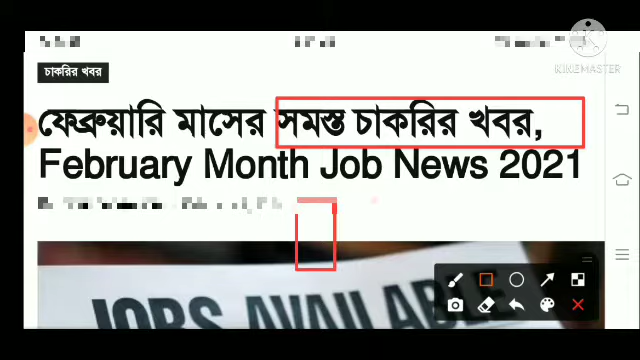 KINEMASTER
চাকরির খবর
ফেব্রুয়ারি মাসের সমস্ত চাকরির খবর,
February Month Job News 2021
JOBS AVAILABLE